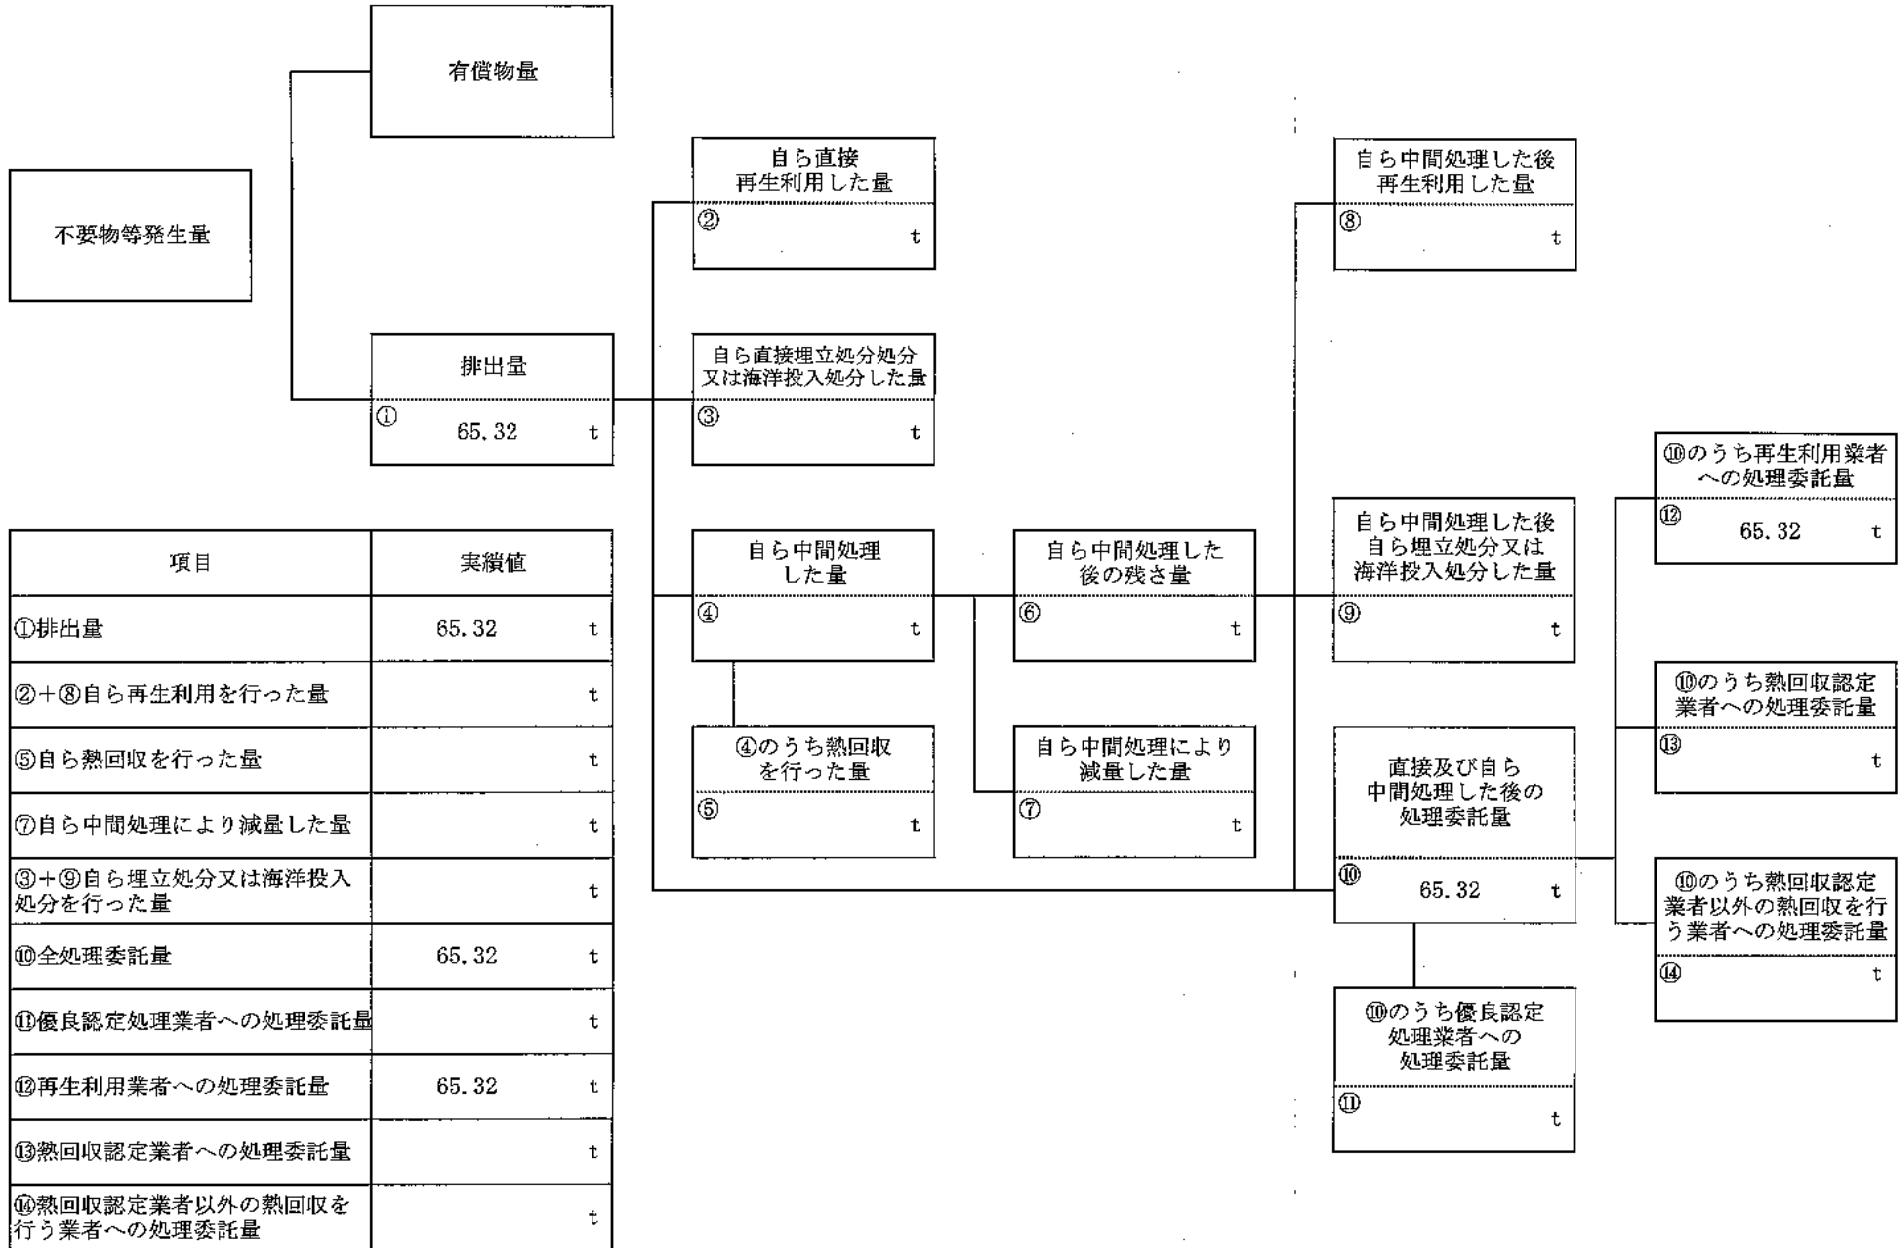 有償物量
不要物等発生量
排出量
① 65.32 t
自ら直接
再生利用した量
② t
自ら直接埋立処分処分
又は海洋投入処分した量
③ t
自ら中間処理
した量
④ t
④のうち熱回収
を行った量
⑤ t
自ら中間処理した
後の残さ量
⑥ t
自ら中間処理により
減量した量
⑦ t
自ら中間処理した後
再生利用した量
⑧ t
自ら中間処理した後
自ら埋立処分又は
海洋投入処分した量
⑨ t
直接及び自ら
中間処理した後の
処理委託量
⑩ 65.32 t
⑩のうち優良認定
処理業者への
処理委託量
⑪ t
⑩のうち再生利用業者
への処理委託量
⑫ 65.32 t
⑩のうち熱回収認定
業者への処理委託量
⑬ t
⑩のうち熱回収認定
業者以外の熱回収を行
う業者への処理委託量
⑭ t
項目 実績値
①排出量 65.32 t
②+⑧自ら再生利用を行った量 t
⑤自ら熱回収を行った量 t
⑦自ら中間処理により減量した量 t
③+⑨自ら埋立処分又は海洋投入
処分を行った量 t
⑩全処理委託量 65.32 t
⑪優良認定処理業者への処理委託量 t
⑫再生利用業者への処理委託量 65.32 t
⑬熱回収認定業者への処理委託量 t
⑭熱回収認定業者以外の熱回収を
行う業者への処理委託量 t